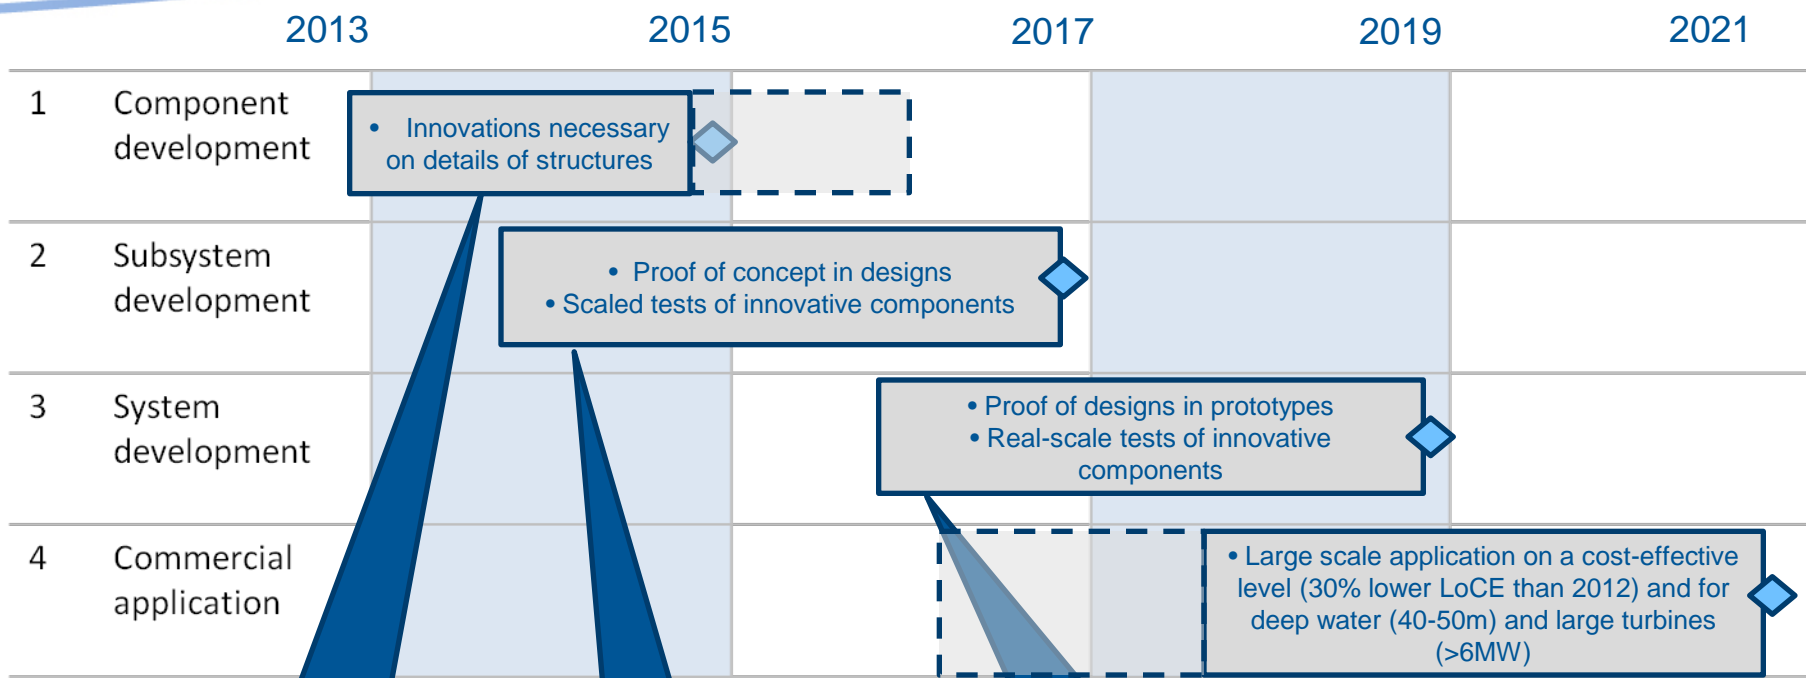 2013 2015 2017 2019 2021
1 Component
development
• Innovations necessary
on details of structures
2 Subsystem
development
• Proof of concept in designs
• Scaled tests of innovative components
3 System
development
• Proof of designs in prototypes
• Real-scale tests of innovative
components
4 Commercial
application
• Large scale application on a cost-effective
level (30% lower LoCE than 2012) and for
deep water (40-50m) and large turbines
(>6MW)